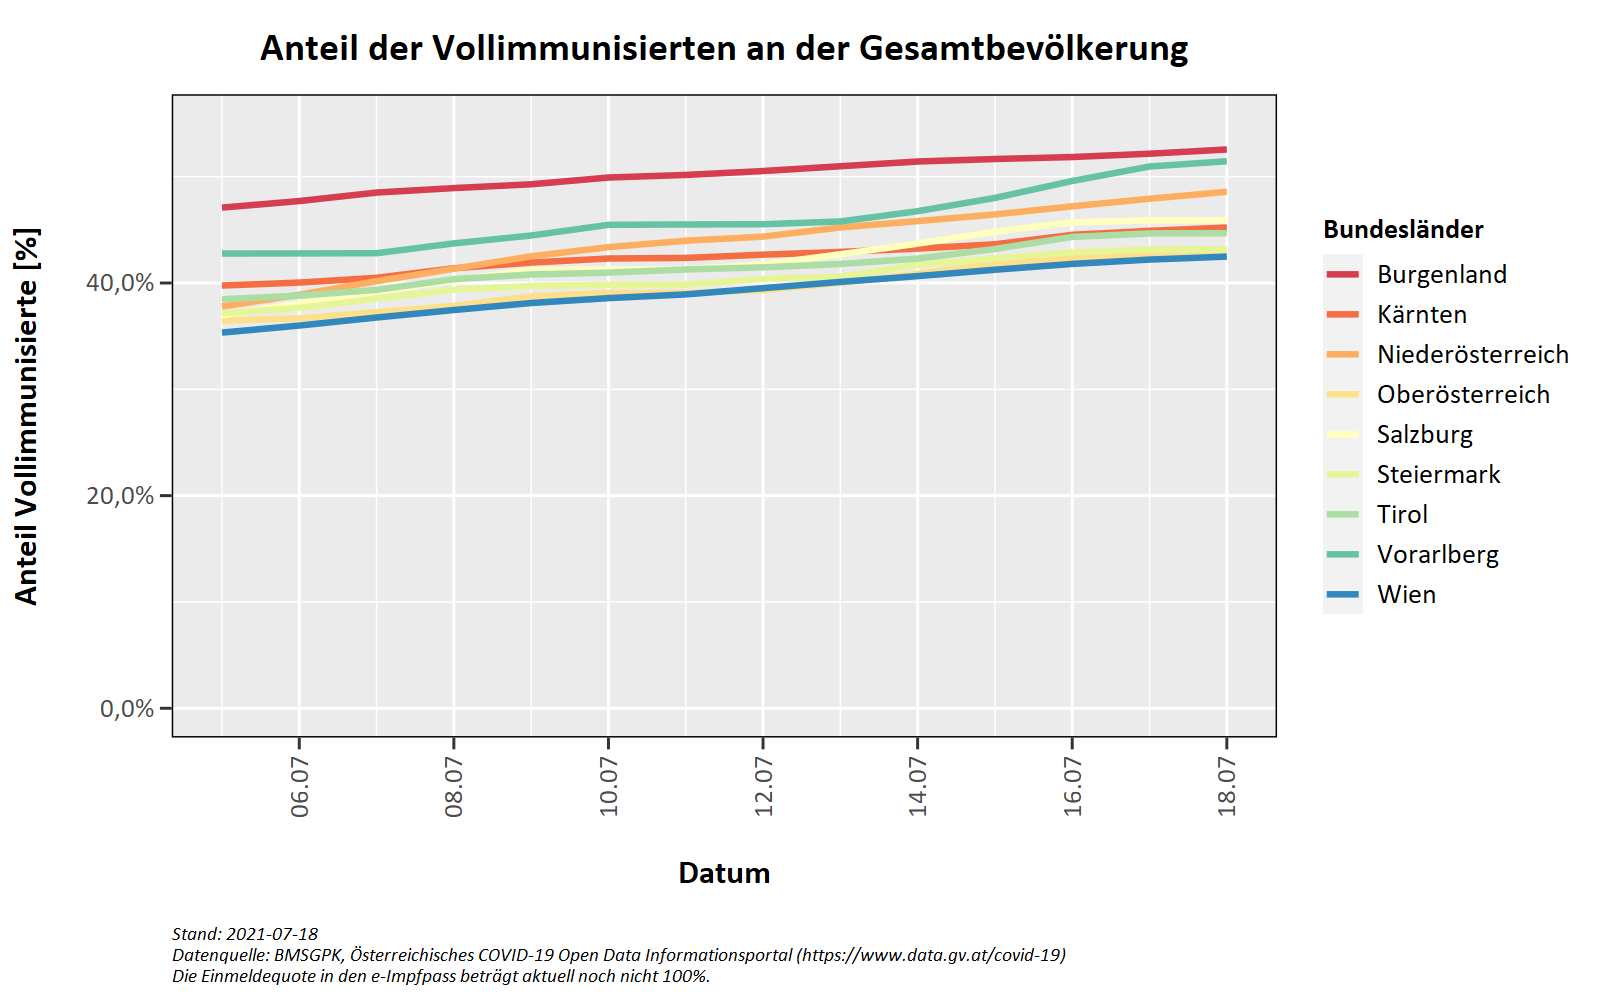 Anteil der Vollimmunisierten an der Gesamtbevölkerung
Anteil Vollimmunisierte [%]
40,0%
20,0%
0,0%
06.07
08.07
10.07
12.07
14.07
16.07
18.07
Datum
Bundesländer
Burgenland
Kärnten
Niederösterreich
Oberösterreich
Salzburg
Steiermark
Tirol
Vorarlberg
Wien
Stand: 2021-07-18
Datenquelle: BMSGPK, Österreichisches COVID-19 Open Data Informationsportal (https://www.data.gv.at/covid-19)
Die Einmeldequote in den e-Impfpass beträgt aktuell noch nicht 100%.